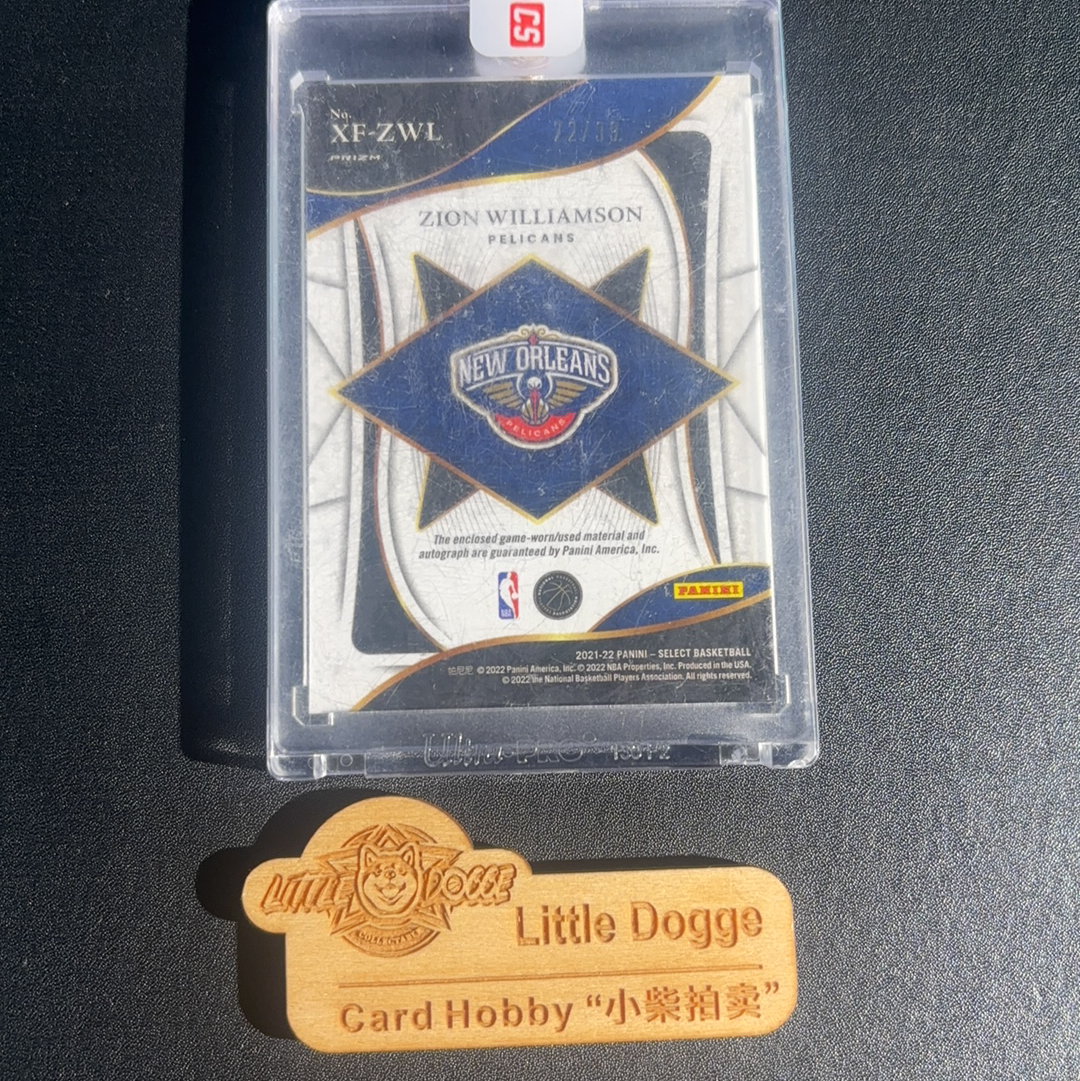 CS
No.
XF-ZWL
PRIZM
ZION WILLIAMSON
PELICANS
NEW ORLEANS
PELICANS
The enclosed game-worn/used material and
autograph are guaranteed by Panini America, Inc.
NBA
PANINI
2021-22 PANINI – SELECT BASKETBALL
帕尼尼 © 2022 Panini America, Inc. © 2022 NBA Properties, Inc. Produced in the USA.
© 2022 the National Basketball Players Association. All rights reserved.
Ultra•PRO
LITTLE DOGGE
COLLECTABLE
Little Dogge
Card Hobby “小柴拍卖”